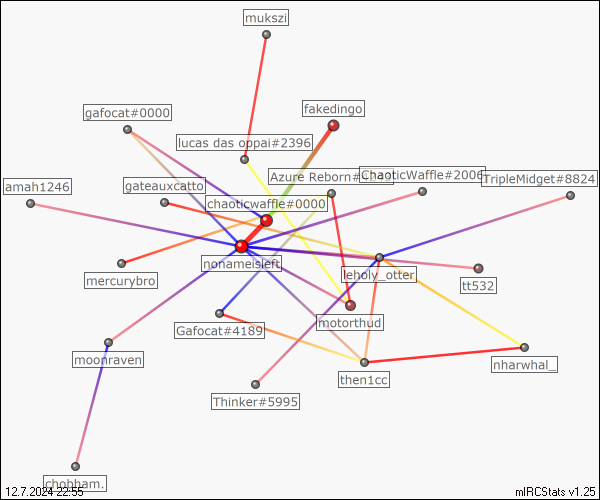 mukszi
fakedingo
gafocat#0000
lucas das oppai#2396
Azure Reborn#
ChaoticWaffle#2006
TripleMidget#8824
amah1246
gateauxcatto
chaoticwaffle#0000
nonameisleft
leholy_otter
tt532
mercurybro
motorthud
Gafocat#4189
moonraven
then1cc
nharwhal_
Thinker#5995
chobham.
12.7.2024 22:55
mIRCStats v1.25